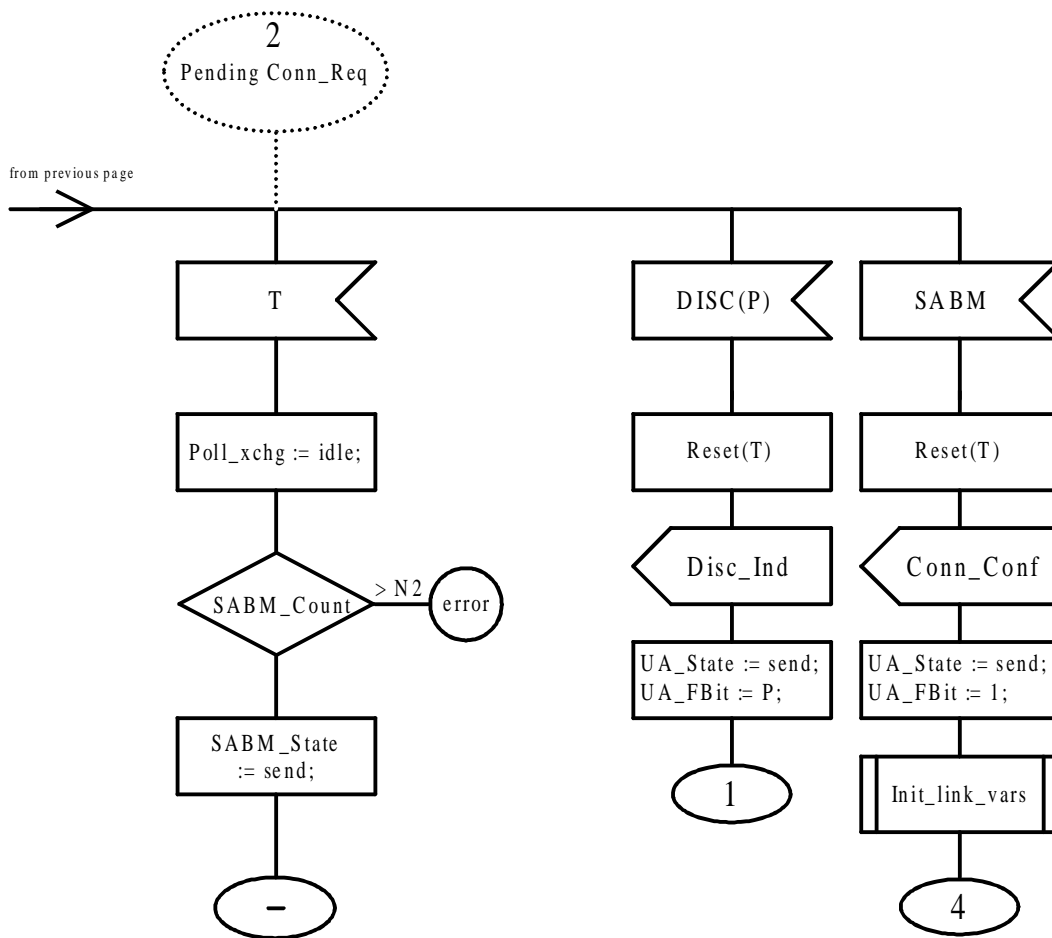 2
Pending Conn_Req
from previous page
T
DISC(P)
SABM
Poll_xchg := idle;
Reset(T)
Reset(T)
Disc_Ind
Conn_Conf
SABM_Count
> N2
error
UA_State := send;
UA_FBit := P;
UA_State := send;
UA_FBit := 1;
SABM_State
:= send;
1
Init_link_vars
–
4